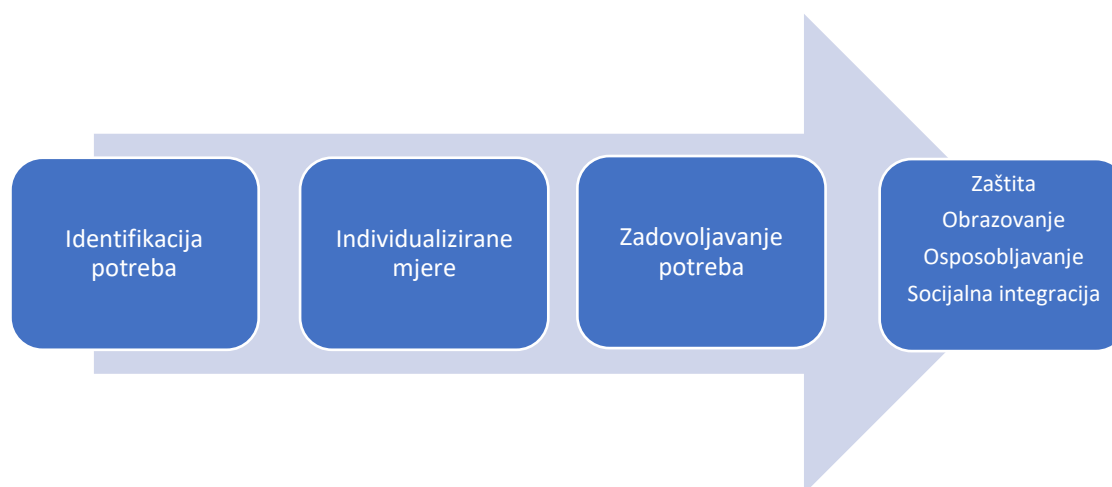 Identifikacija
potreba
Individualizirane
mjere
Zadovoljavanje
potreba
Zaštita
Obrazovanje
Osposobljavanje
Socijalna integracija